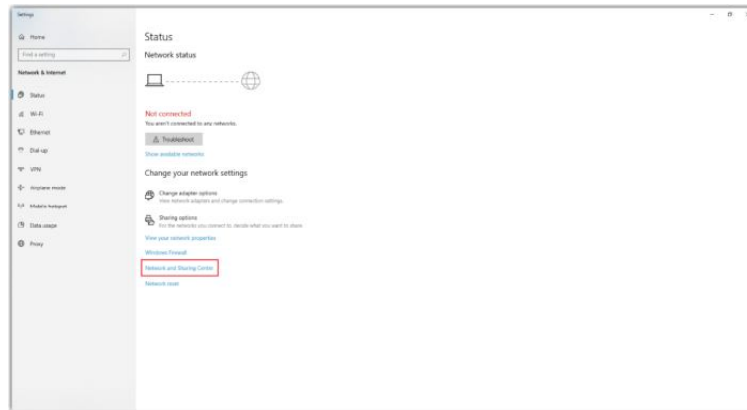 Settings
Home
Find a setting
Network & Internet
Status
Wi-Fi
Ethernet
Dial-up
VPN
Airplane mode
Mobile hotspot
Data usage
Proxy
Status
Network status
Not connected
You aren't connected to any networks.
Troubleshoot
Show available networks
Change your network settings
Change adapter options
View network adapters and change connection settings.
Sharing options
For the networks you connect to, decide what you want to share.
View your network properties
Windows Firewall
Network and Sharing Center
Network reset